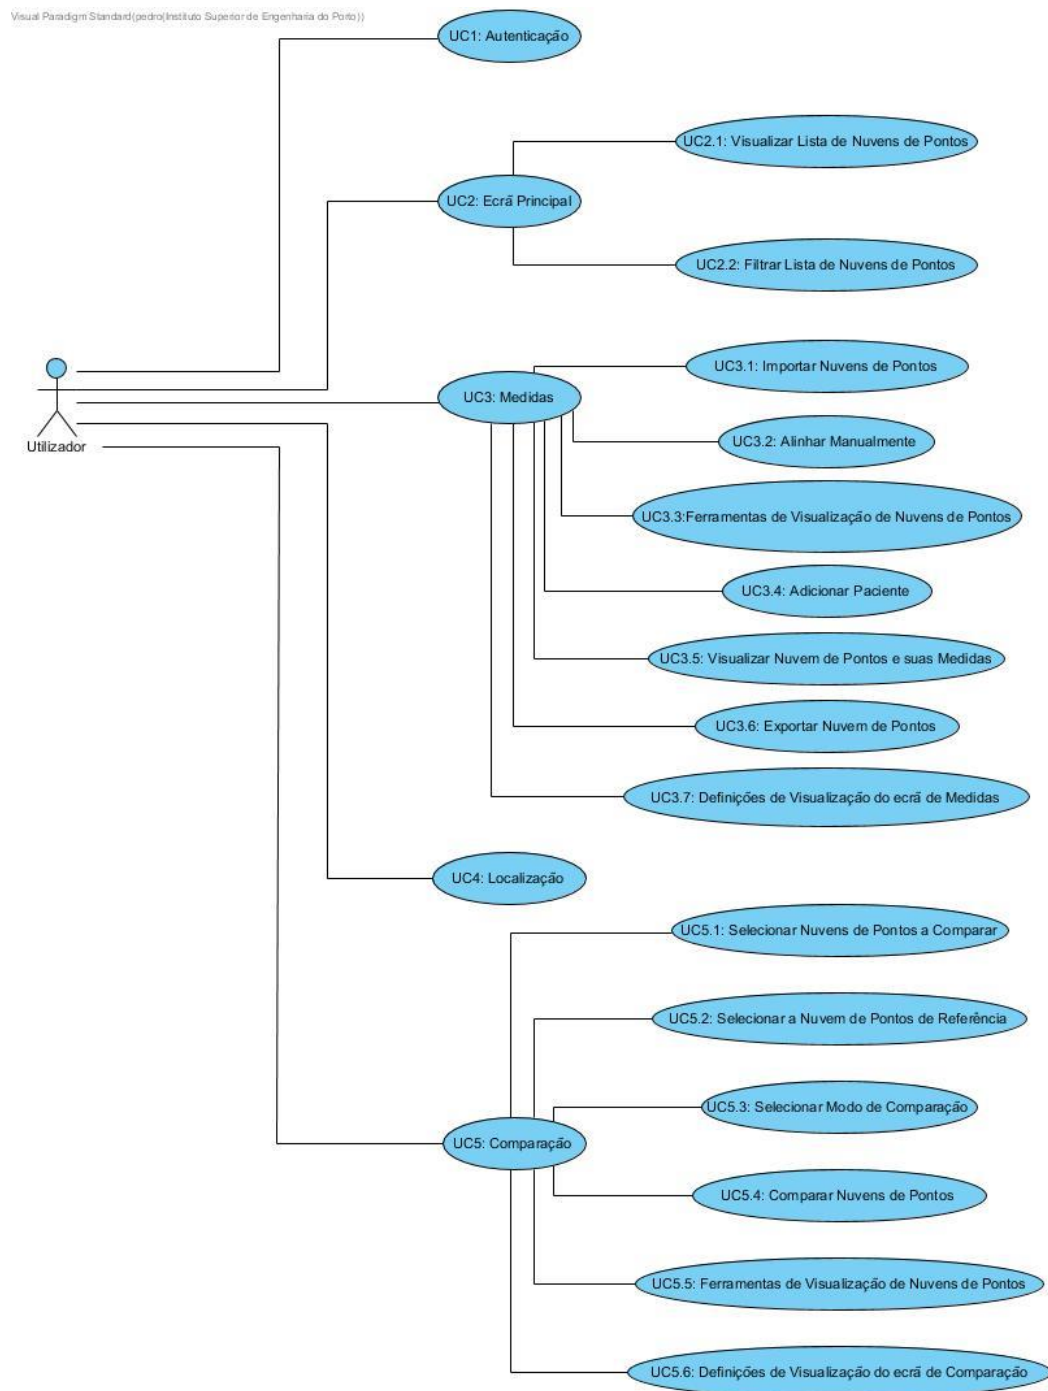 Visual Paradigm Standard(pedro(Instituto Superior de Engenharia do Porto))
UC1: Autenticação
UC2.1: Visualizar Lista de Nuvens de Pontos
UC2: Ecrã Principal
UC2.2: Filtrar Lista de Nuvens de Pontos
UC3.1: Importar Nuvens de Pontos
UC3: Medidas
UC3.2: Alinhar Manualmente
Utilizador
UC3.3:Ferramentas de Visualização de Nuvens de Pontos
UC3.4: Adicionar Paciente
UC3.5: Visualizar Nuvem de Pontos e suas Medidas
UC3.6: Exportar Nuvem de Pontos
UC3.7: Definições de Visualização do ecrã de Medidas
UC4: Localização
UC5.1: Selecionar Nuvens de Pontos a Comparar
UC5.2: Selecionar a Nuvem de Pontos de Referência
UC5.3: Selecionar Modo de Comparação
UC5: Comparação
UC5.4: Comparar Nuvens de Pontos
UC5.5: Ferramentas de Visualização de Nuvens de Pontos
UC5.6: Definições de Visualização do ecrã de Comparação